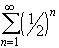 ∑_{n=1}^{∞} (1/2)^n